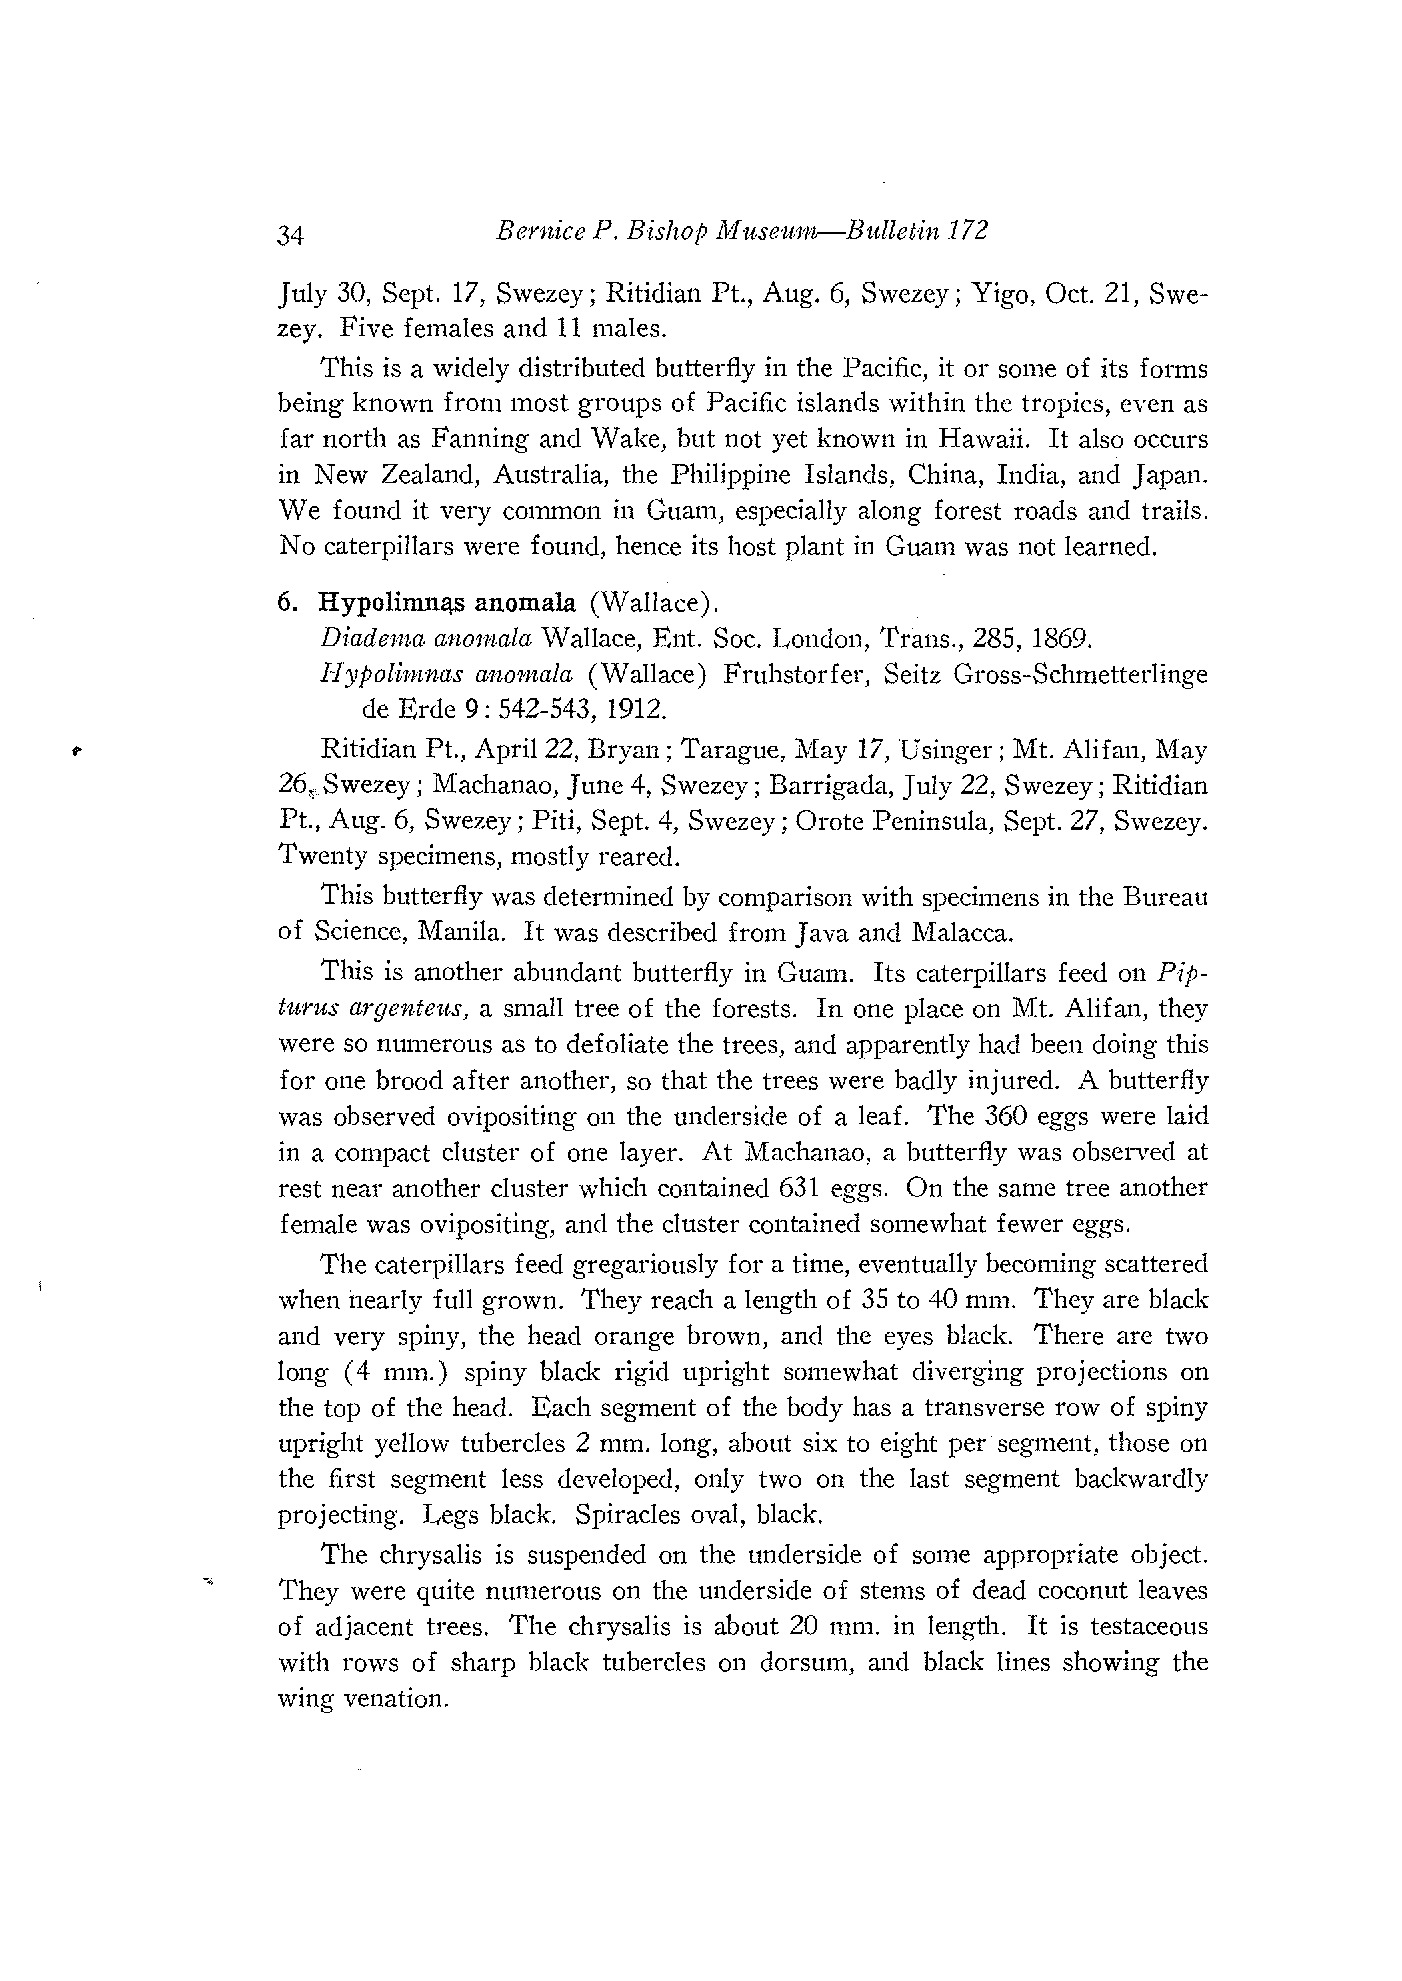 34 Bernice P. Bishop Museum—Bulletin 172
July 30, Sept. 17, Swezey; Ritidian Pt., Aug. 6, Swezey; Yigo, Oct. 21, Swe-
zey. Five females and 11 males.
This is a widely distributed butterfly in the Pacific, it or some of its forms
being known from most groups of Pacific islands within the tropics, even as
far north as Fanning and Wake, but not yet known in Hawaii. It also occurs
in New Zealand, Australia, the Philippine Islands, China, India, and Japan.
We found it very common in Guam, especially along forest roads and trails.
No caterpillars were found, hence its host plant in Guam was not learned.
6. Hypolimnas anomala (Wallace).
Diadema anomala Wallace, Ent. Soc. London, Trans., 285, 1869.
Hypolimnas anomala (Wallace) Fruhstorfer, Seitz Gross-Schmetterlinge
de Erde 9: 542-543, 1912.
Ritidian Pt., April 22, Bryan; Tarague, May 17, Usinger; Mt. Alifan, May
26, Swezey; Machanao, June 4, Swezey; Barrigada, July 22, Swezey; Ritidian
Pt., Aug. 6, Swezey; Piti, Sept. 4, Swezey; Orote Peninsula, Sept. 27, Swezey.
Twenty specimens, mostly reared.
This butterfly was determined by comparison with specimens in the Bureau
of Science, Manila. It was described from Java and Malacca.
This is another abundant butterfly in Guam. Its caterpillars feed on Pip-
turus argenteus, a small tree of the forests. In one place on Mt. Alifan, they
were so numerous as to defoliate the trees, and apparently had been doing this
for one brood after another, so that the trees were badly injured. A butterfly
was observed ovipositing on the underside of a leaf. The 360 eggs were laid
in a compact cluster of one layer. At Machanao, a butterfly was observed at
rest near another cluster which contained 631 eggs. On the same tree another
female was ovipositing, and the cluster contained somewhat fewer eggs.
The caterpillars feed gregariously for a time, eventually becoming scattered
when nearly full grown. They reach a length of 35 to 40 mm. They are black
and very spiny, the head orange brown, and the eyes black. There are two
long (4 mm.) spiny black rigid upright somewhat diverging projections on
the top of the head. Each segment of the body has a transverse row of spiny
upright yellow tubercles 2 mm. long, about six to eight per segment, those on
the first segment less developed, only two on the last segment backwardly
projecting. Legs black. Spiracles oval, black.
The chrysalis is suspended on the underside of some appropriate object.
They were quite numerous on the underside of stems of dead coconut leaves
of adjacent trees. The chrysalis is about 20 mm. in length. It is testaceous
with rows of sharp black tubercles on dorsum, and black lines showing the
wing venation.